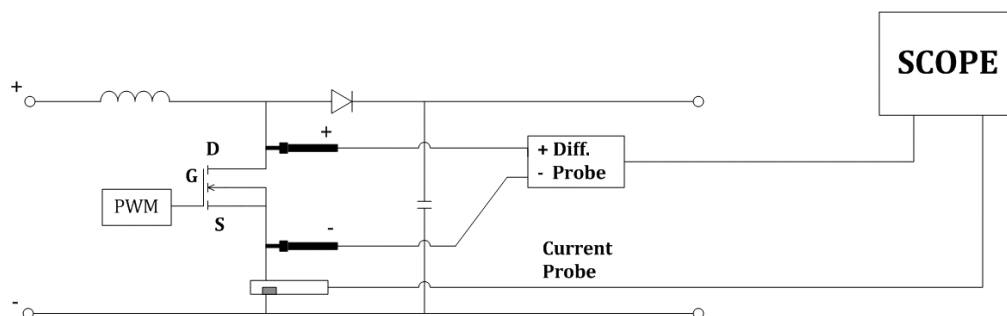 SCOPE
+
+
D
+ Diff.
- Probe
G
PWM
S
-
Current
Probe
-